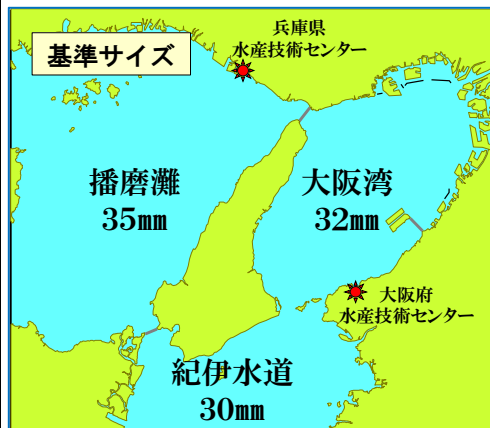 基準サイズ
兵庫県
水産技術センター
播磨灘
35mm
大阪湾
32mm
大阪府
水産技術センター
紀伊水道
30mm